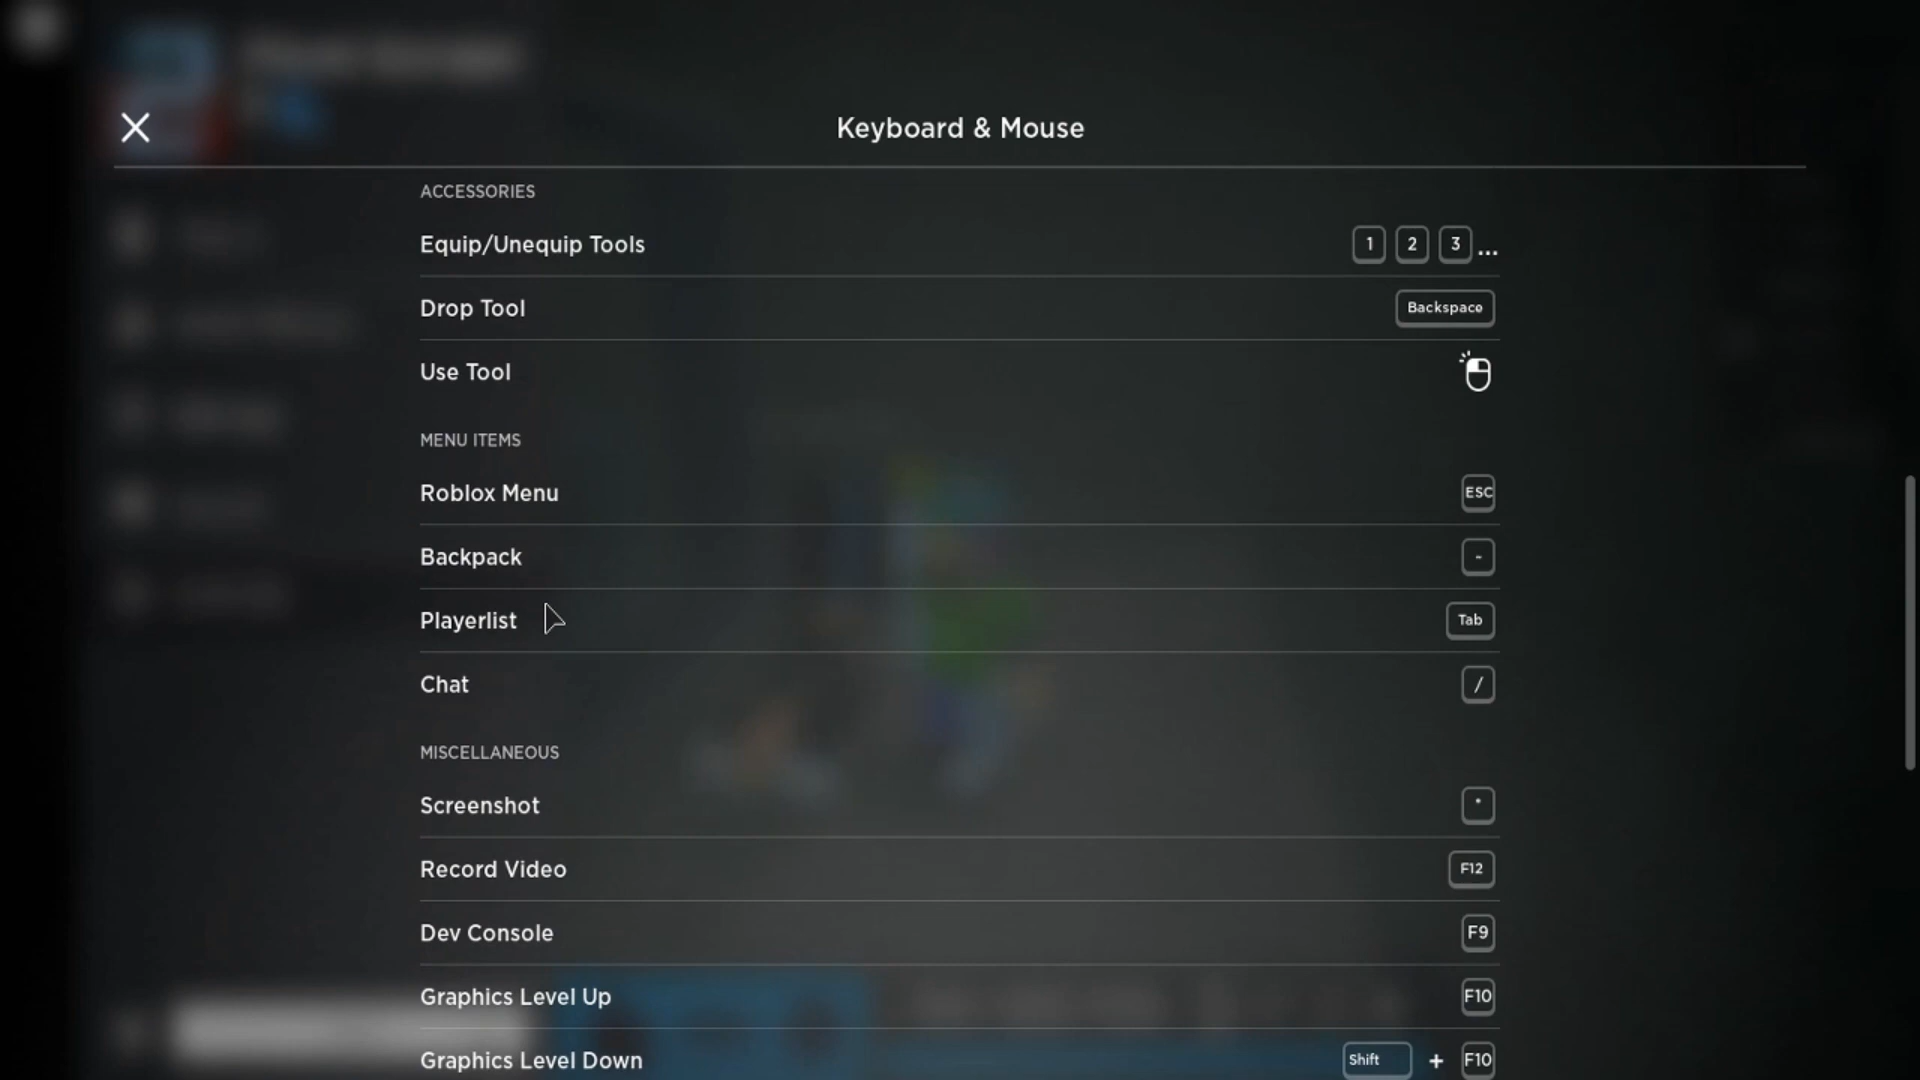 Keyboard & Mouse
ACCESSORIES
Equip/Unequip Tools 1 2 3 ...
Drop Tool Backspace
Use Tool
MENU ITEMS
Roblox Menu ESC
Backpack -
Playerlist Tab
Chat /
MISCELLANEOUS
Screenshot *
Record Video F12
Dev Console F9
Graphics Level Up F10
Graphics Level Down Shift + F10